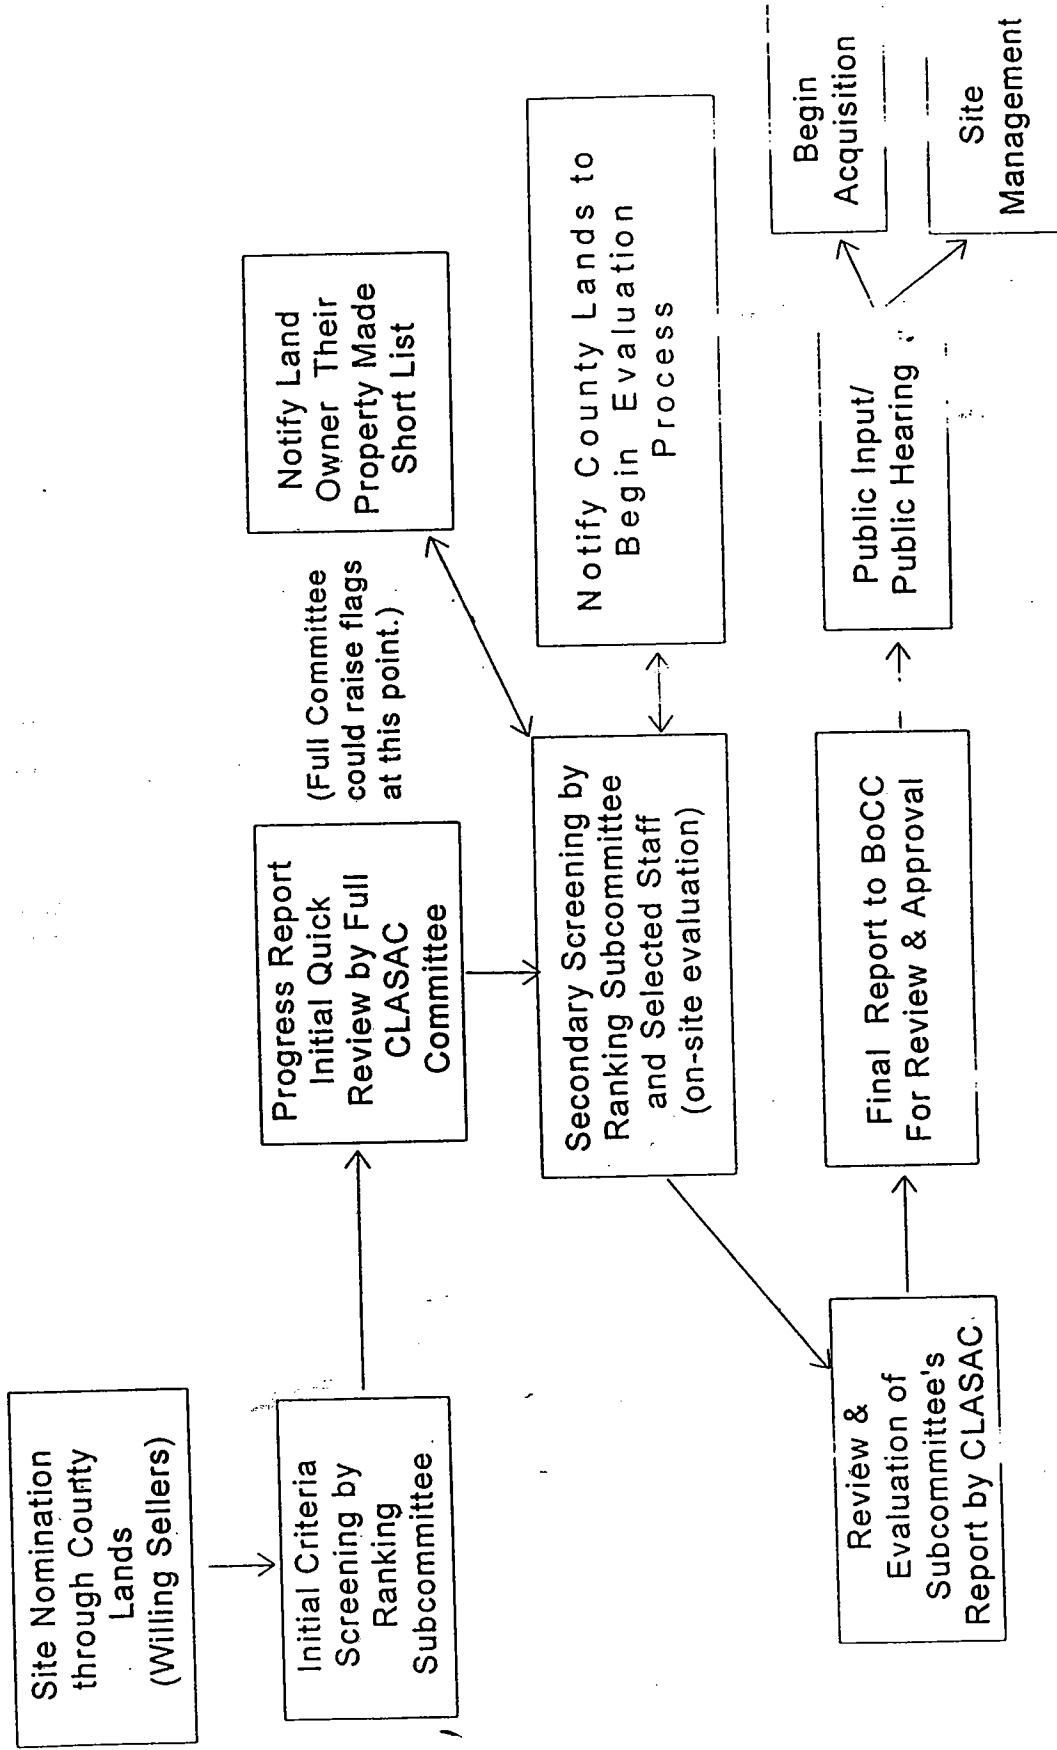 Site Nomination
through County
Lands
(Willing Sellers)
Initial Criteria
Screening by
Ranking
Subcommittee
Progress Report
Initial Quick
Review by Full
CLASAC
Committee
(Full Committee
could raise flags
at this point.)
Notify Land
Owner Their
Property Made
Short List
Secondary Screening by
Ranking Subcommittee
and Selected Staff
(on-site evaluation)
Notify County Lands to
Begin Evaluation
Process
Review &
Evaluation of
Subcommittee's
Report by CLASAC
Final Report to BoCC
For Review & Approval
Public Input/
Public Hearing
Begin
Acquisition
Site
Management